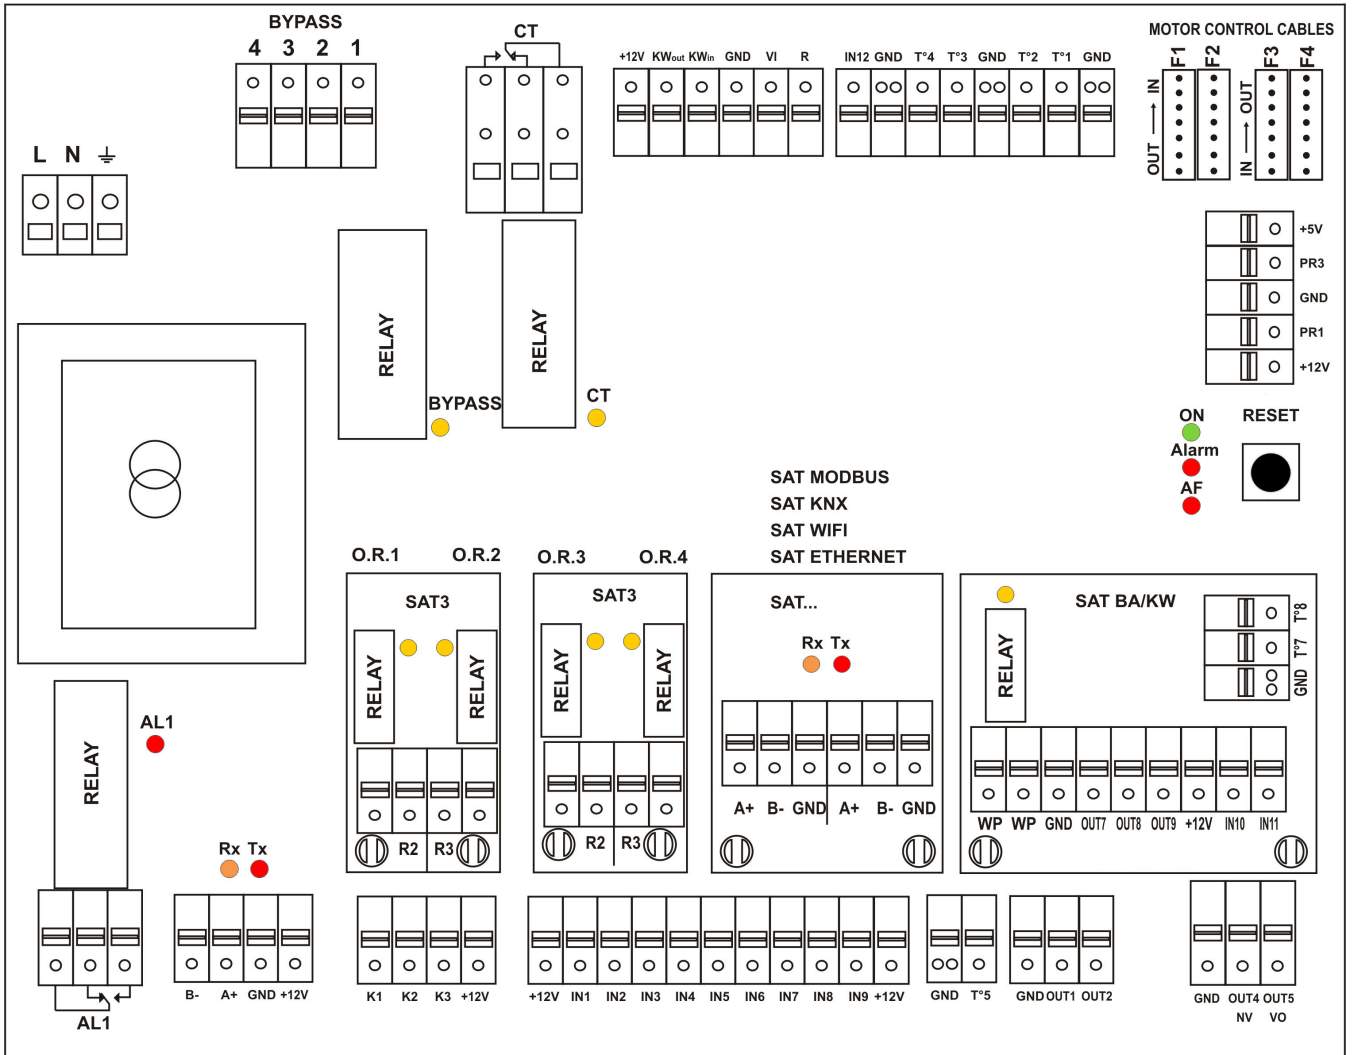 BYPASS
4 3 2 1
CT
+12V KWout KWin GND VI R
IN12 GND T°4 T°3 GND T°2 T°1 GND
MOTOR CONTROL CABLES
F1 F2 F3 F4
OUT → IN
IN → OUT
L N
+5V
PR3
GND
PR1
+12V
RELAY
RELAY
BYPASS
CT
ON
RESET
Alarm
AF
SAT MODBUS
SAT KNX
SAT WIFI
SAT ETHERNET
O.R.1 O.R.2
O.R.3 O.R.4
SAT3
RELAY
RELAY
R2 R3
SAT3
RELAY
RELAY
R2 R3
SAT...
Rx Tx
A+ B- GND A+ B- GND
SAT BA/KW
RELAY
T°8
T°7
GND
WP WP GND OUT7 OUT8 OUT9 +12V IN10 IN11
RELAY
AL1
Rx Tx
AL1
B- A+ GND +12V
K1 K2 K3 +12V
+12V IN1 IN2 IN3 IN4 IN5 IN6 IN7 IN8 IN9 +12V
GND T°5
GND OUT1 OUT2
GND OUT4 OUT5
NV VO